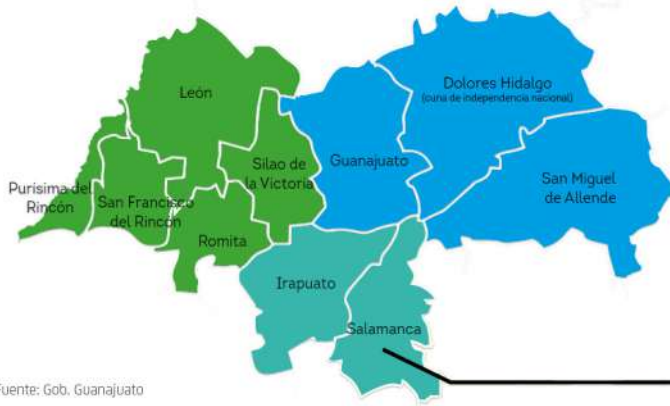 León
Dolores Hidalgo
(cuna de independencia nacional)
Silao de
la Victoria
Guanajuato
San Miguel
de Allende
Purísima del
Rincón
San Francisco
del Rincón
Romita
Irapuato
Salamanca
Fuente: Gob. Guanajuato